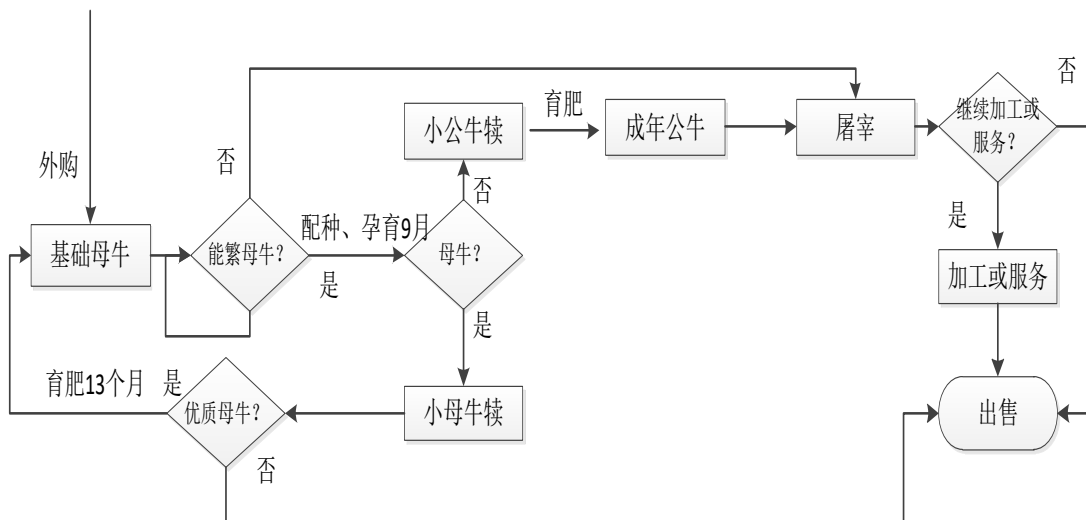 外购
基础母牛
否
能繁母牛?
配种、孕育9月
是
小公牛犊
否
母牛?
是
小母牛犊
育肥
成年公牛
屠宰
继续加工或
服务?
否
是
加工或服务
出售
育肥13个月
是
优质母牛?
否